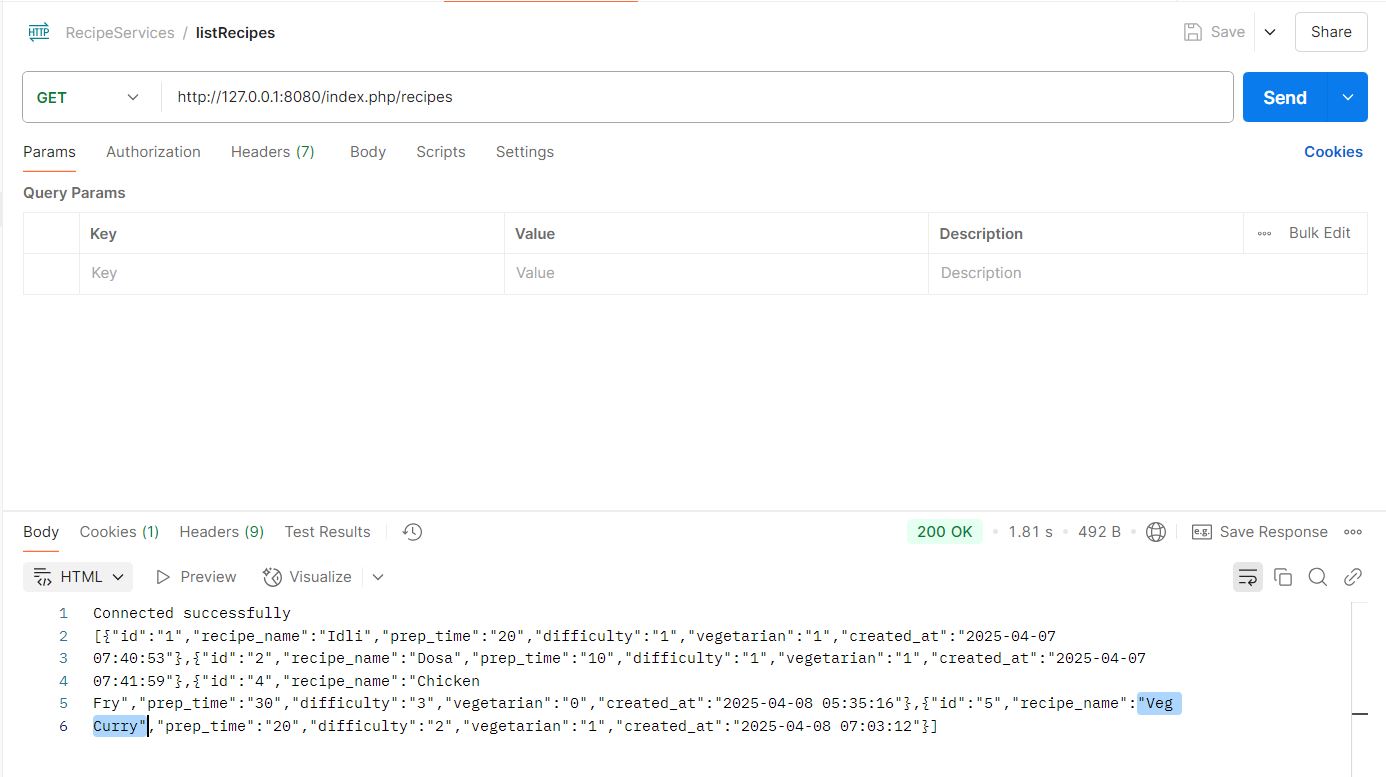 HTTP RecipeServices / listRecipes Save Share
GET http://127.0.0.1:8080/index.php/recipes Send
Params Authorization Headers (7) Body Scripts Settings Cookies
Query Params
Key Value Description Bulk Edit
Key Value Description
Body Cookies (1) Headers (9) Test Results 200 OK 1.81 s 492 B e.g. Save Response
HTML Preview Visualize
1 Connected successfully
2 [{"id":"1","recipe_name":"Idli","prep_time":"20","difficulty":"1","vegetarian":"1","created_at":"2025-04-07
3 07:40:53"},{"id":"2","recipe_name":"Dosa","prep_time":"10","difficulty":"1","vegetarian":"1","created_at":"2025-04-07
4 07:41:59"},{"id":"4","recipe_name":"Chicken
5 Fry","prep_time":"30","difficulty":"3","vegetarian":"0","created_at":"2025-04-08 05:35:16"},{"id":"5","recipe_name":"Veg
6 Curry","prep_time":"20","difficulty":"2","vegetarian":"1","created_at":"2025-04-08 07:03:12"}]